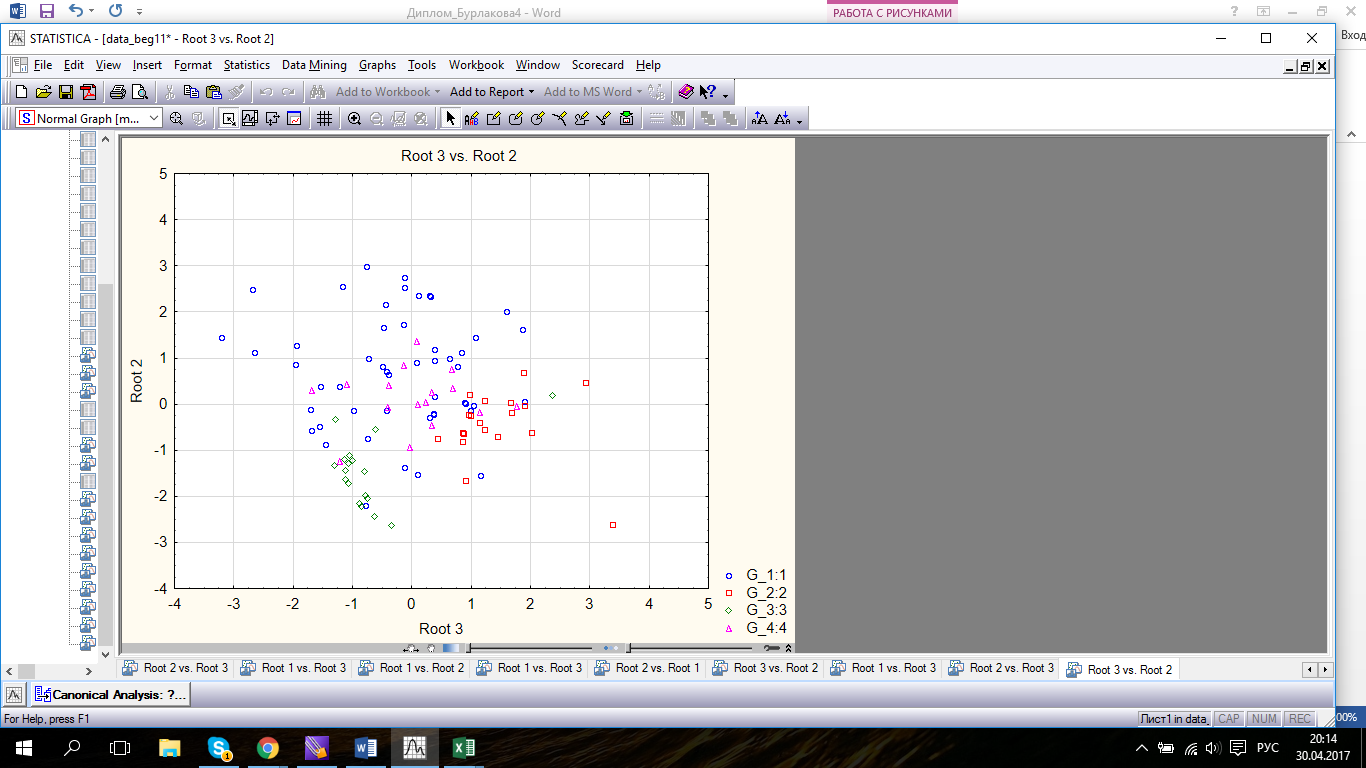 Диплом_Бурлакова4 - Word
РАБОТА С РИСУНКАМИ
Вход
STATISTICA - [data_beg11* - Root 3 vs. Root 2]
File Edit View Insert Format Statistics Data Mining Graphs Tools Workbook Window Scorecard Help
Add to Workbook Add to Report Add to MS Word
Normal Graph [m...
Root 3 vs. Root 2
5
4
3
2
1
0
-1
-2
-3
-4
Root 2
-4 -3 -2 -1 0 1 2 3 4 5
Root 3
G_1:1
G_2:2
G_3:3
G_4:4
Root 2 vs. Root 3 Root 1 vs. Root 3 Root 1 vs. Root 2 Root 1 vs. Root 3 Root 2 vs. Root 1 Root 3 vs. Root 2 Root 1 vs. Root 3 Root 2 vs. Root 3 Root 3 vs. Root 2
Canonical Analysis: ?...
For Help, press F1
Лист1 in data_ CAP NUM REC
00%
1
РУС
20:14
30.04.2017